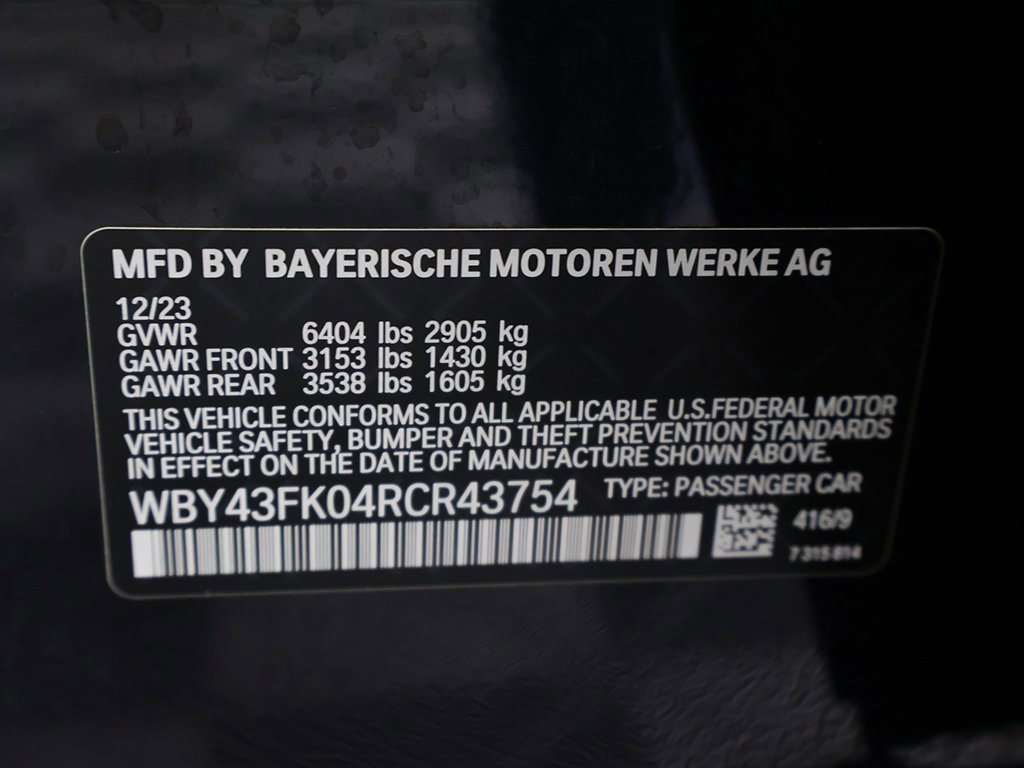 MFD BY BAYERISCHE MOTOREN WERKE AG
12/23
GVWR 6404 lbs 2905 kg
GAWR FRONT 3153 lbs 1430 kg
GAWR REAR 3538 lbs 1605 kg
THIS VEHICLE CONFORMS TO ALL APPLICABLE U.S.FEDERAL MOTOR
VEHICLE SAFETY, BUMPER AND THEFT PREVENTION STANDARDS
IN EFFECT ON THE DATE OF MANUFACTURE SHOWN ABOVE.
WBY43FK04RCR43754 TYPE: PASSENGER CAR
416/9
7 315 814